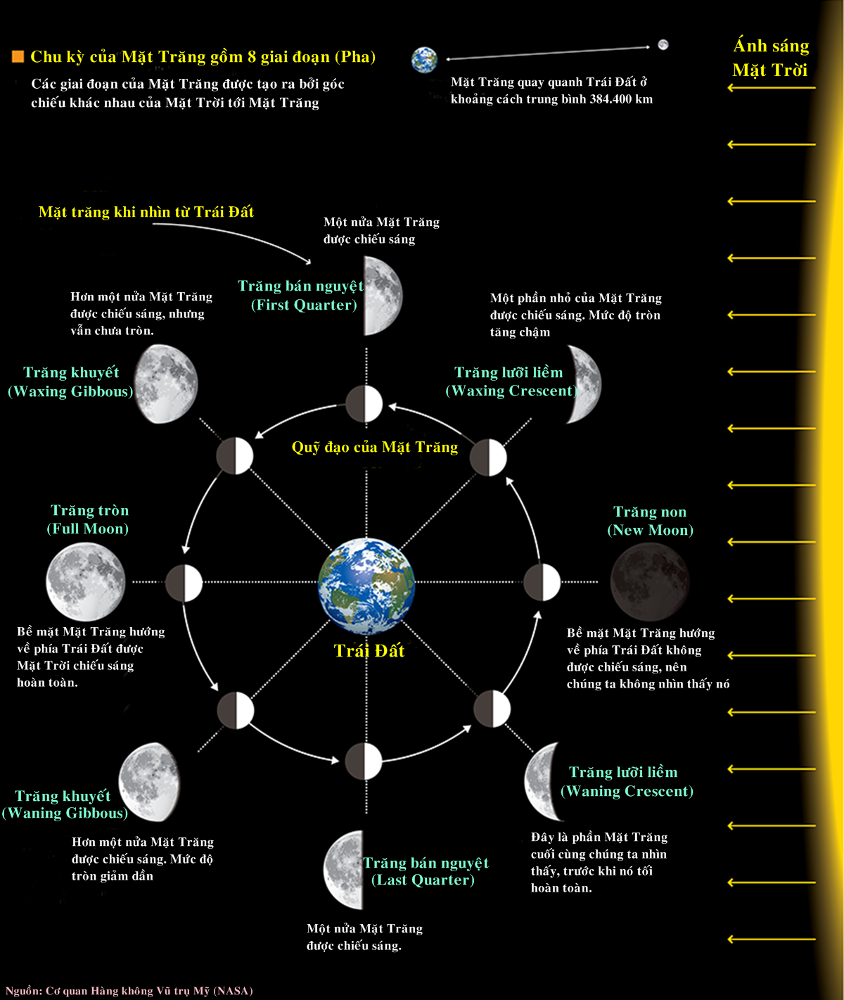 Chu kỳ của Mặt Trăng gồm 8 giai đoạn (Pha)
Các giai đoạn của Mặt Trăng được tạo ra bởi góc
chiếu khác nhau của Mặt Trời tới Mặt Trăng
Mặt Trăng quay quanh Trái Đất ở
khoảng cách trung bình 384.400 km
Ánh sáng
Mặt Trời
Mặt trăng khi nhìn từ Trái Đất
Một nửa Mặt Trăng
được chiếu sáng
Trăng bán nguyệt
(First Quarter)
Hơn một nửa Mặt Trăng
được chiếu sáng, nhưng
vẫn chưa tròn.
Một phần nhỏ của Mặt Trăng
được chiếu sáng. Mức độ tròn
tăng chậm
Trăng khuyết
(Waxing Gibbous)
Trăng lưỡi liềm
(Waxing Crescent)
Quỹ đạo của Mặt Trăng
Trăng tròn
(Full Moon)
Trăng non
(New Moon)
Bề mặt Mặt Trăng hướng
về phía Trái Đất được
Mặt Trời chiếu sáng
hoàn toàn.
Trái Đất
Bề mặt Mặt Trăng hướng
về phía Trái Đất không
được chiếu sáng, nên
chúng ta không nhìn thấy nó
Trăng khuyết
(Waning Gibbous)
Trăng lưỡi liềm
(Waning Crescent)
Hơn một nửa Mặt Trăng
được chiếu sáng. Mức độ
tròn giảm dần
Trăng bán nguyệt
(Last Quarter)
Đây là phần Mặt Trăng
cuối cùng chúng ta nhìn
thấy, trước khi nó tối
hoàn toàn.
Một nửa Mặt Trăng
được chiếu sáng.
Nguồn: Cơ quan Hàng không Vũ trụ Mỹ (NASA)